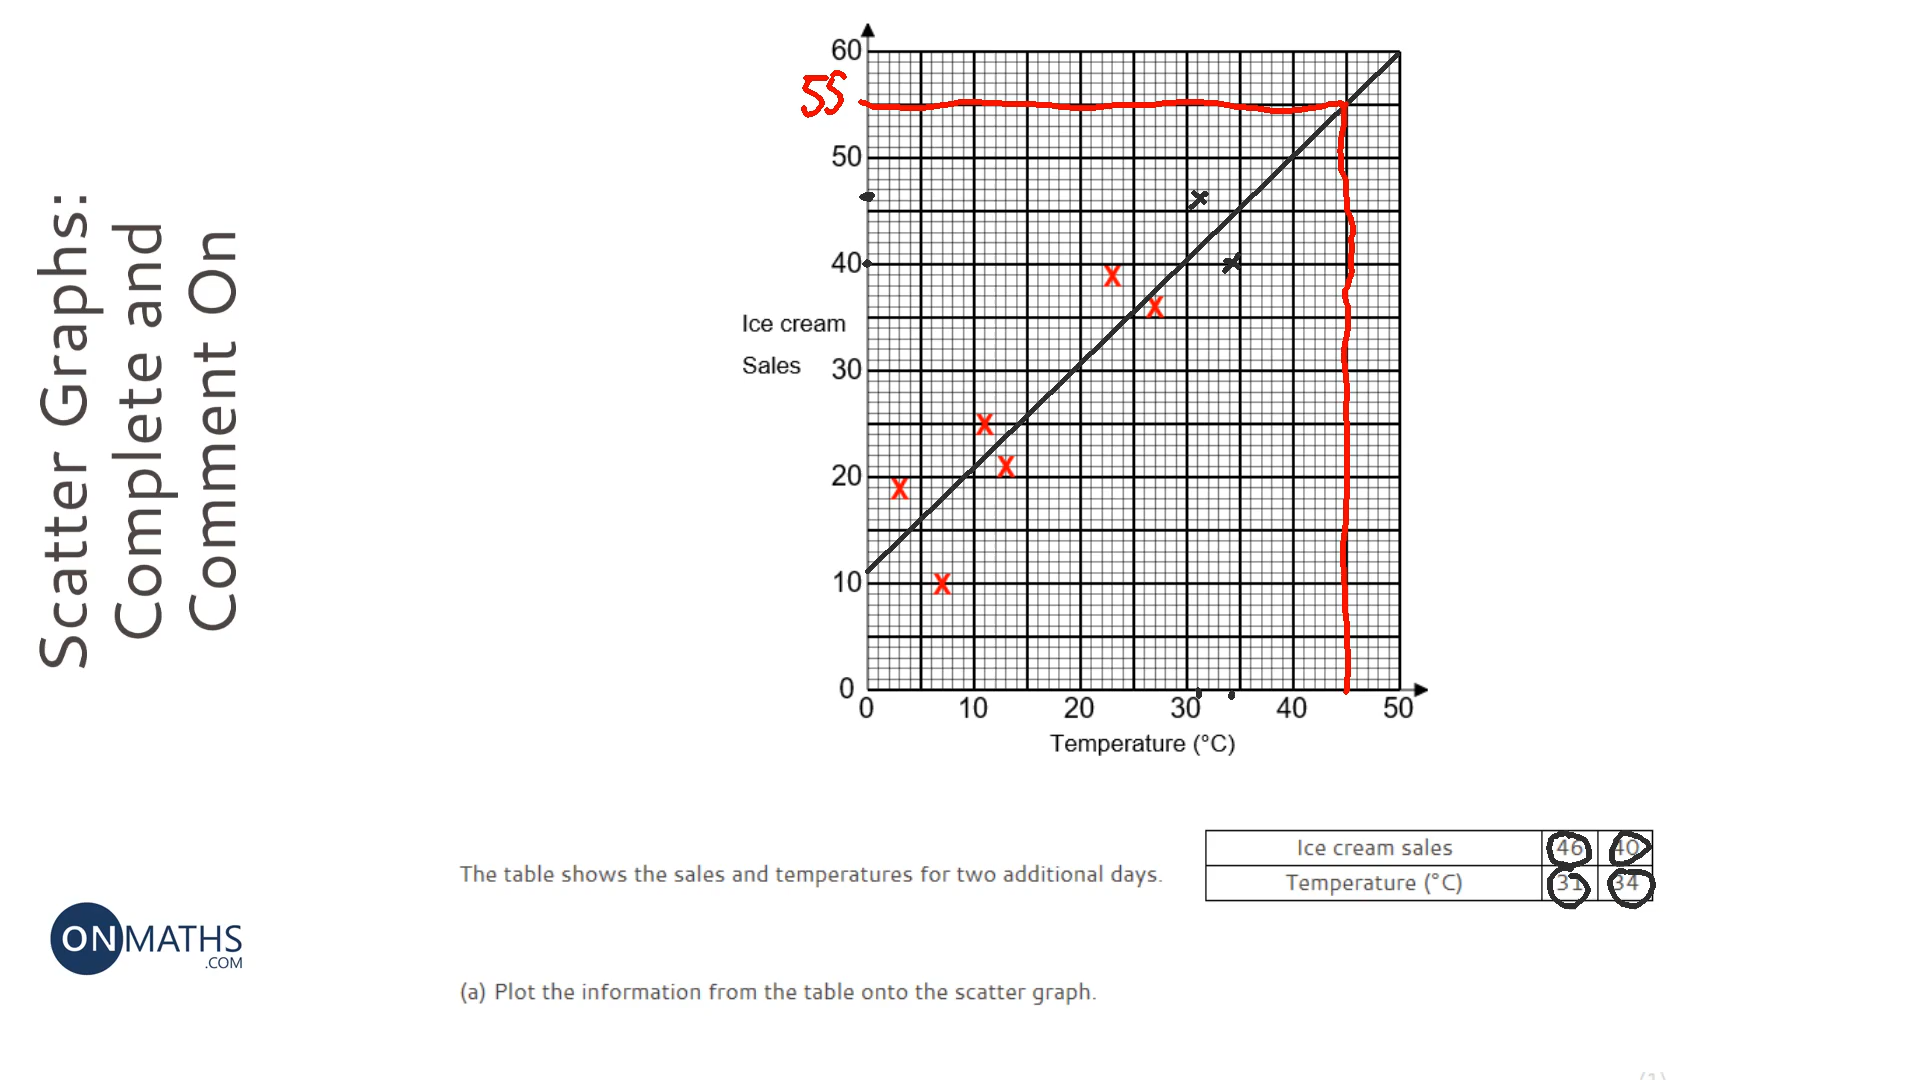 Scatter Graphs:
Complete and
Comment On
60
55
50
40
Ice cream
Sales
30
20
10
0
0 10 20 30 40 50
Temperature (°C)
The table shows the sales and temperatures for two additional days.
Ice cream sales 46 40
Temperature (°C) 31 34
ONMATHS
.COM
(a) Plot the information from the table onto the scatter graph.